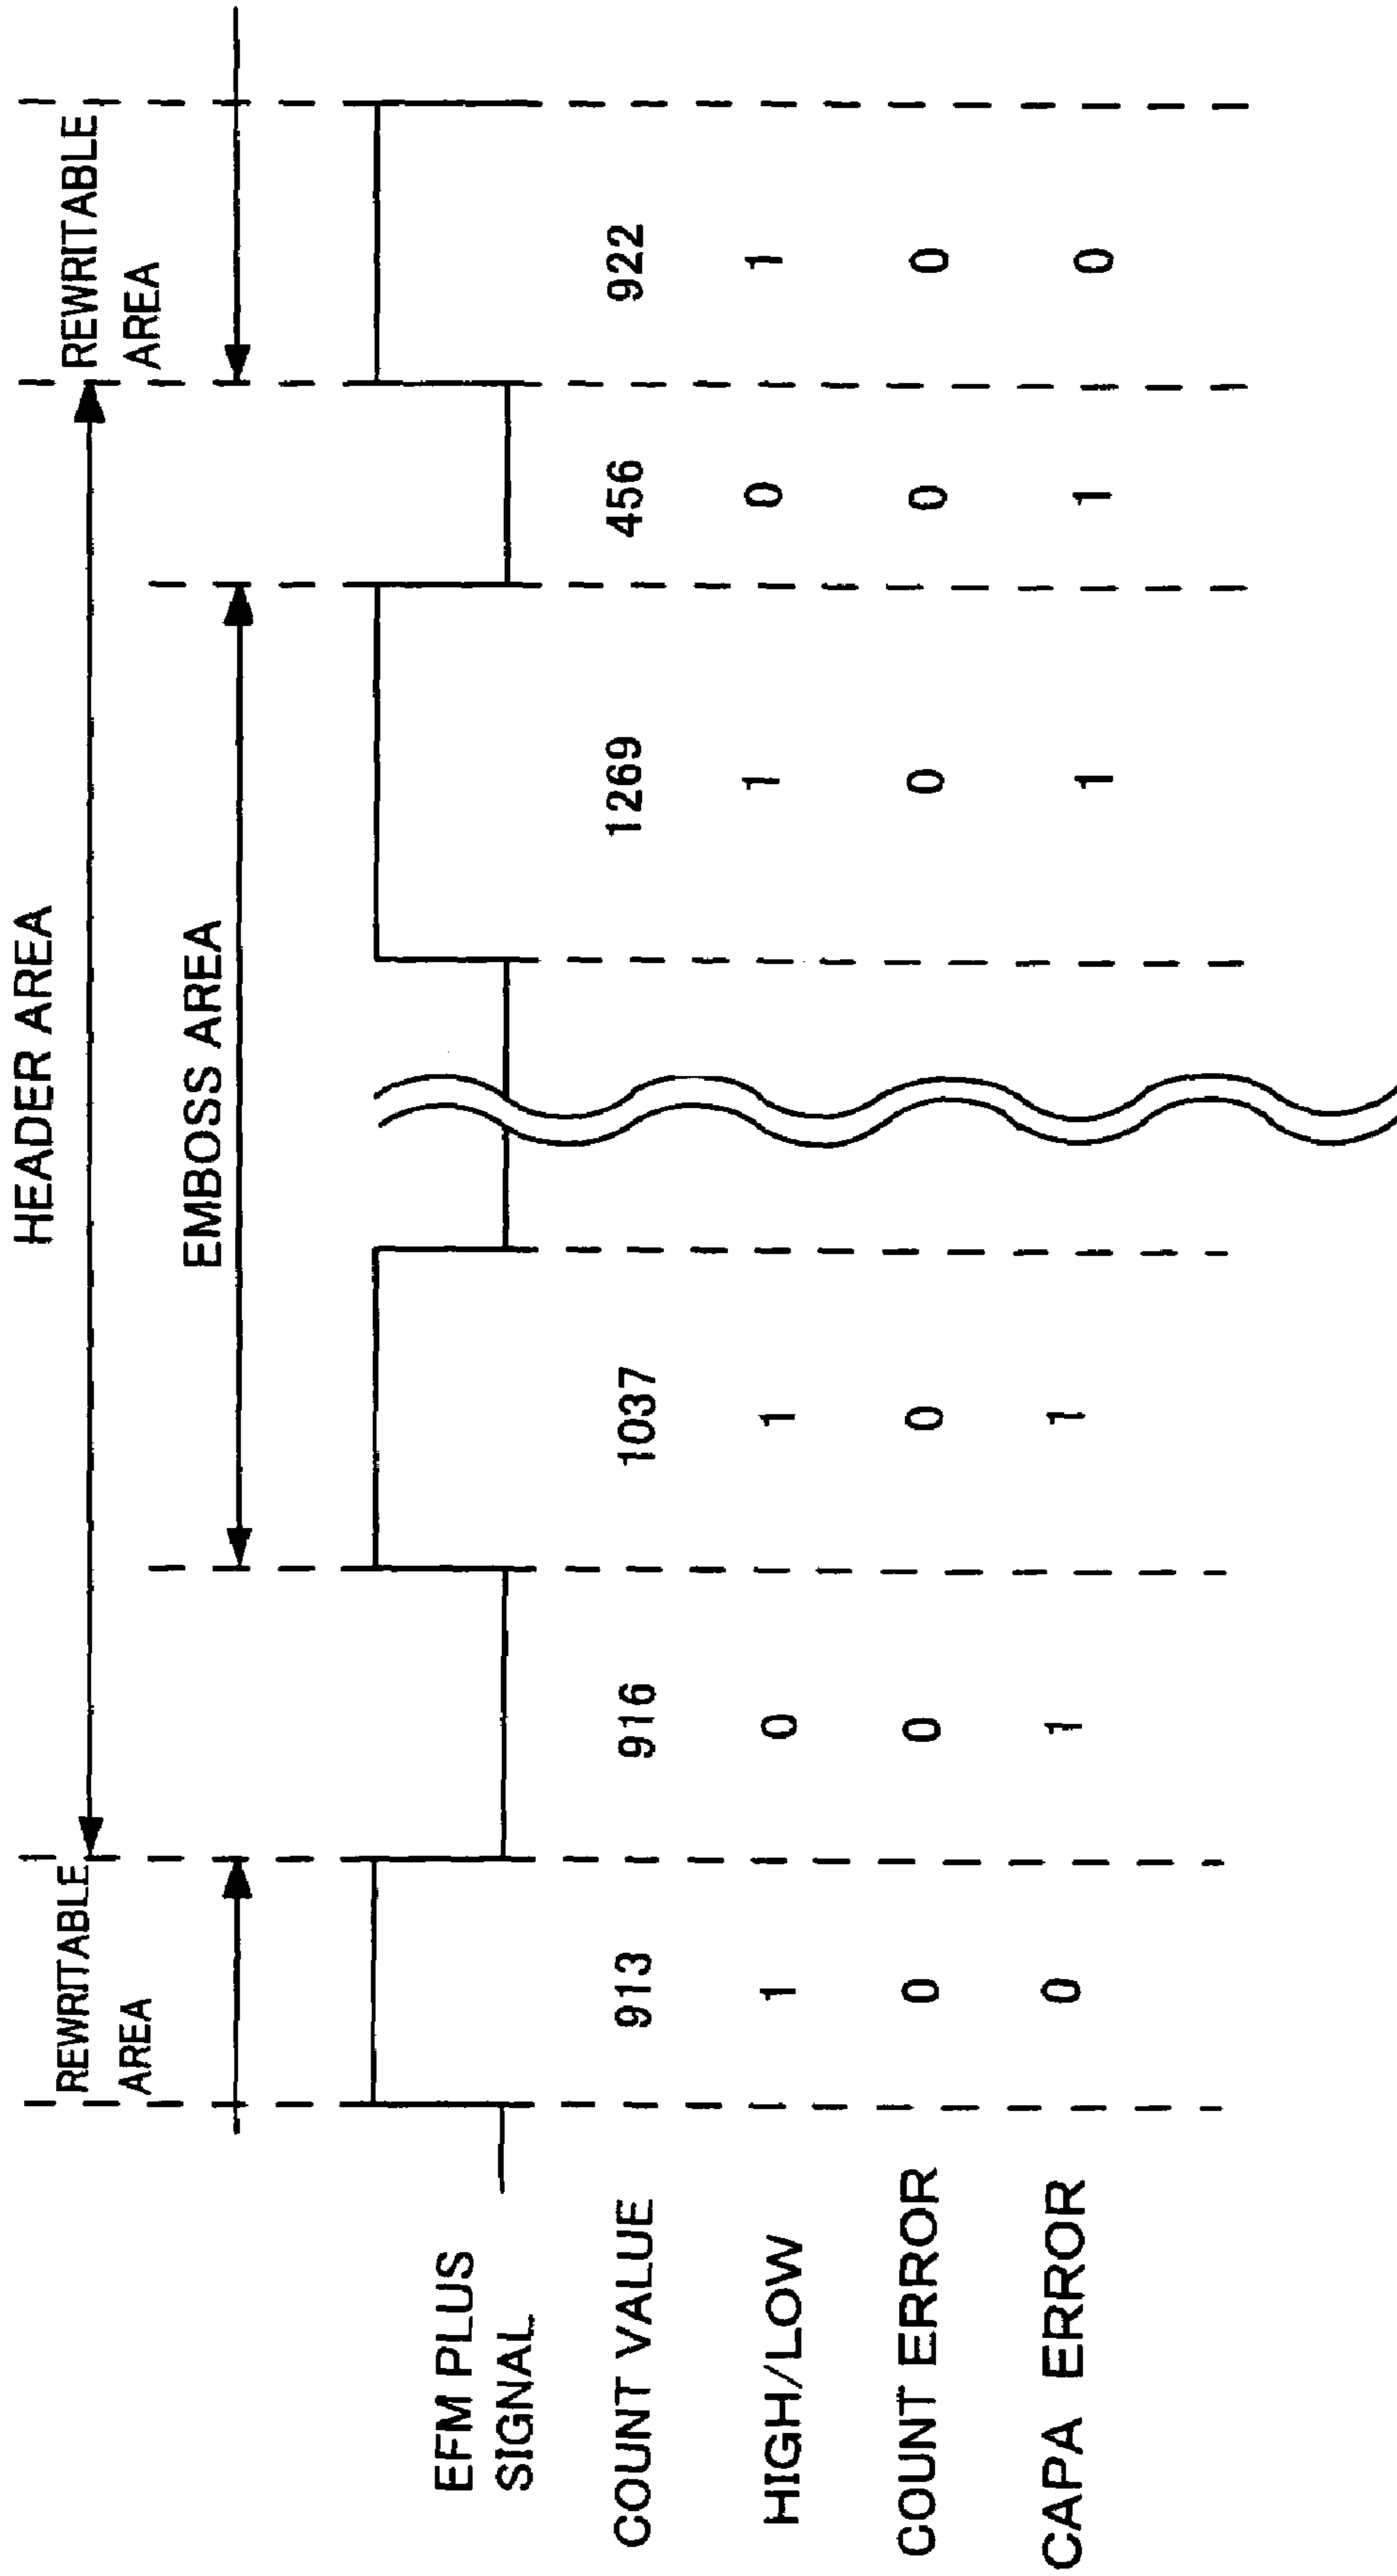 HEADER AREA
REWRITABLE
AREA
REWRITABLE
AREA
EMBOSS AREA
EFM PLUS
SIGNAL
COUNT VALUE 913 916 1037 1269 456 922
HIGH/LOW 1 0 1 1 0 1
COUNT ERROR 0 0 0 0 0 0
CAPA ERROR 0 1 1 1 1 0